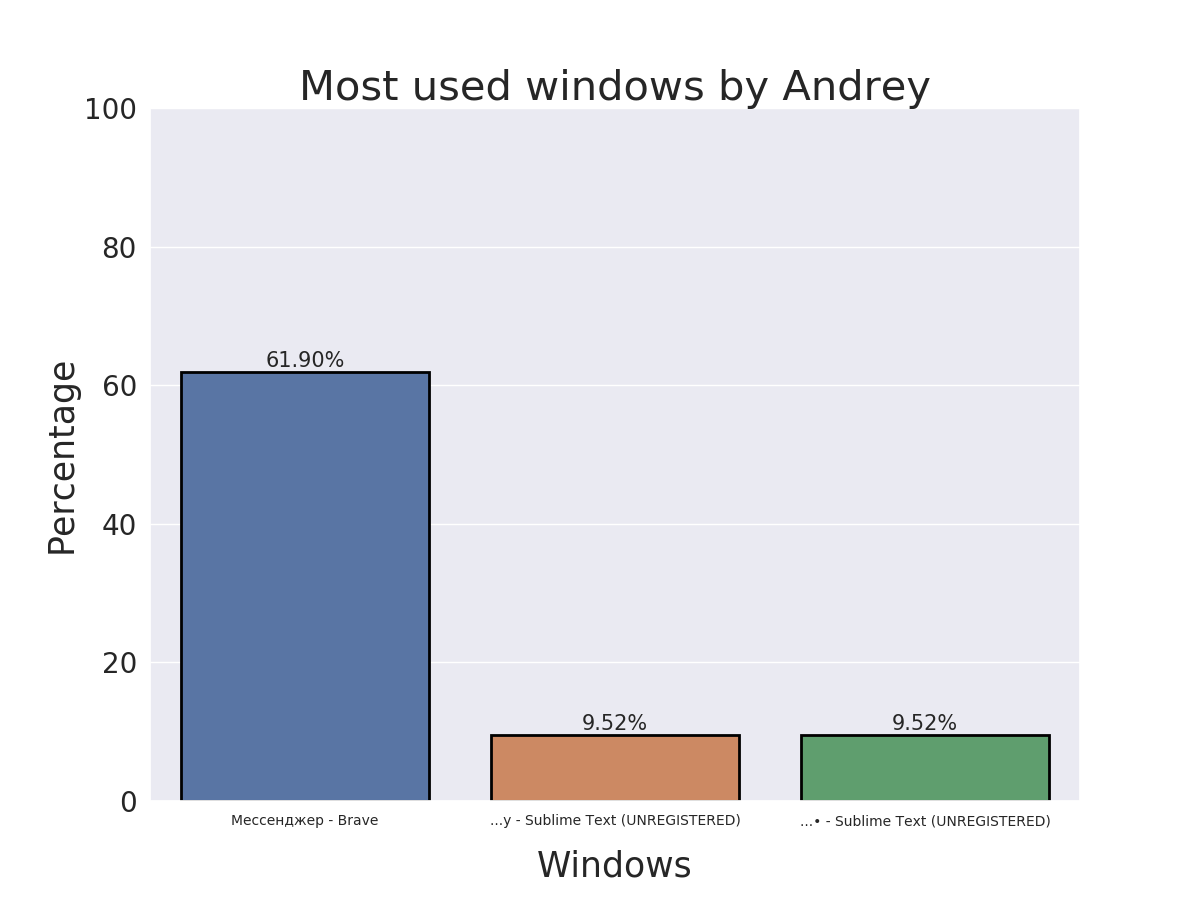 Most used windows by Andrey
100
80
60
40
20
0
Percentage
61.90%
9.52%
9.52%
Мессенджер - Brave
...y - Sublime Text (UNREGISTERED)
...• - Sublime Text (UNREGISTERED)
Windows